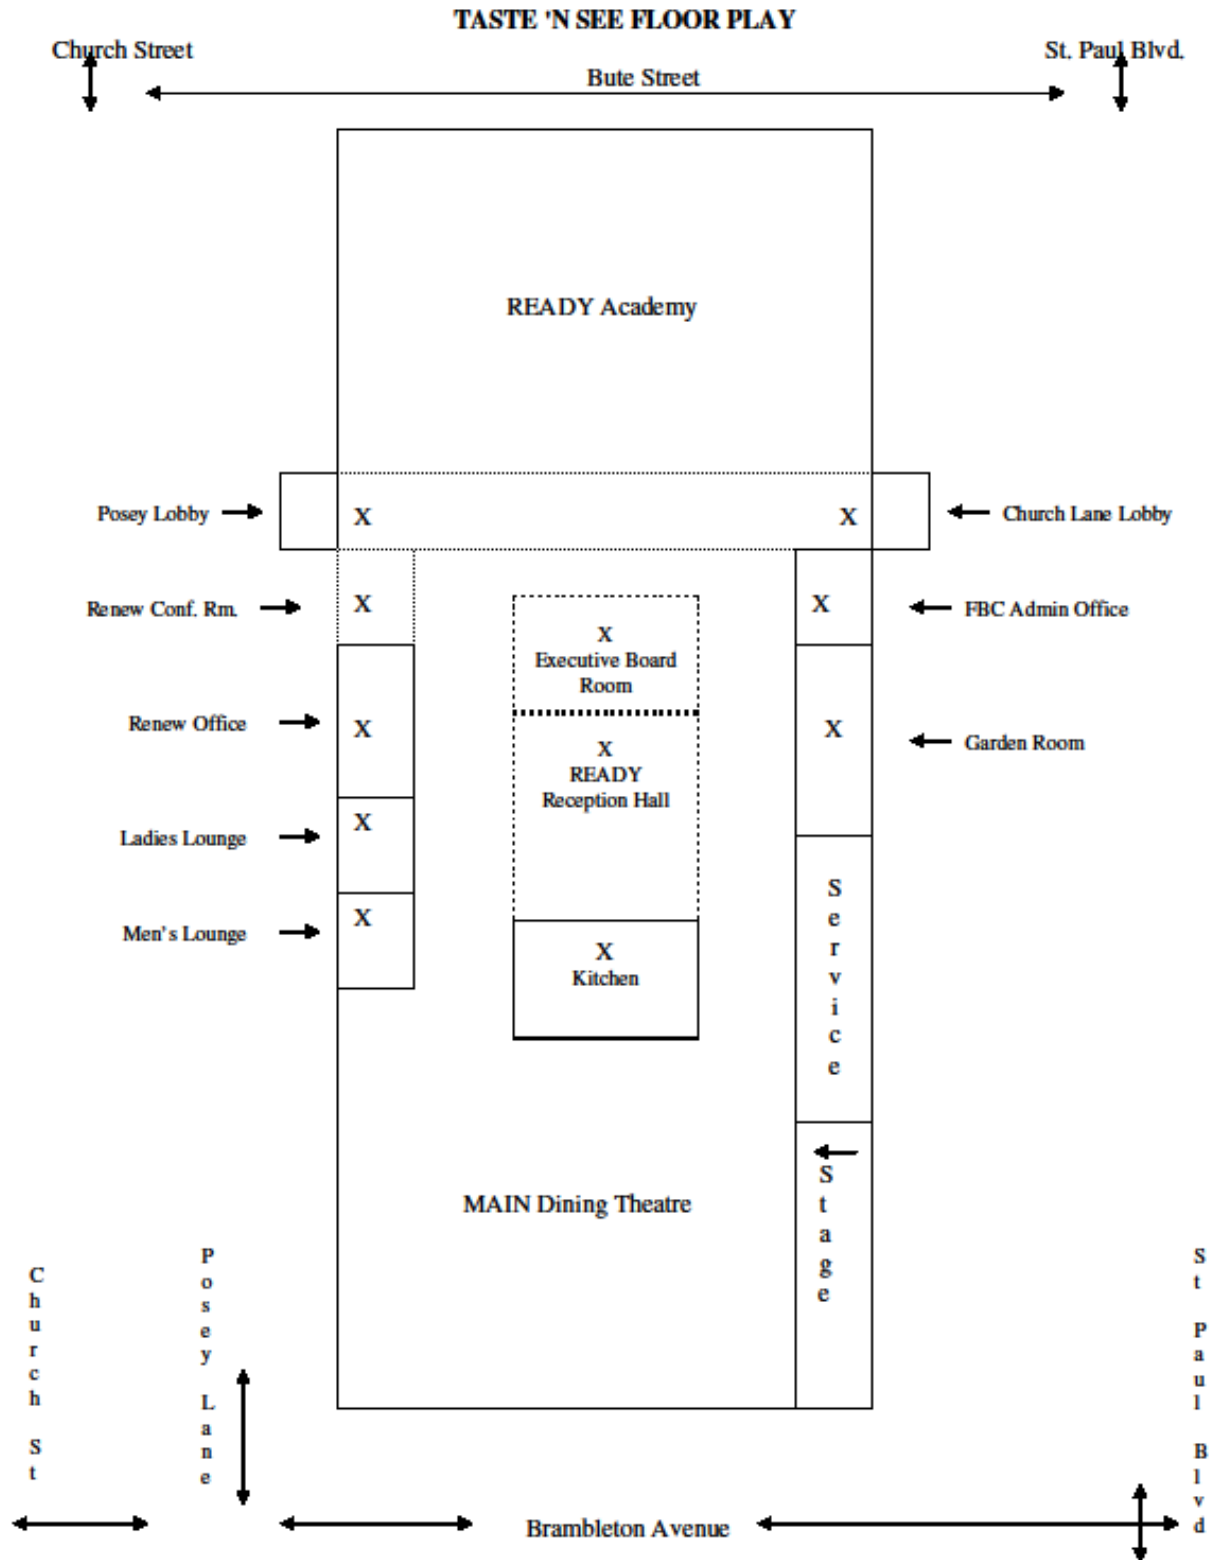 TASTE 'N SEE FLOOR PLAY
Church Street
St. Paul Blvd.
Bute Street
READY Academy
Posey Lobby
X
X
Church Lane Lobby
Renew Conf. Rm.
X
X
FBC Admin Office
X
Executive Board
Room
Renew Office
X
X
Garden Room
X
READY
Reception Hall
Ladies Lounge
X
Men's Lounge
X
X
Kitchen
Service
Stage
MAIN Dining Theatre
Church St
Posey Lane
St Paul Blvd
Brambleton Avenue